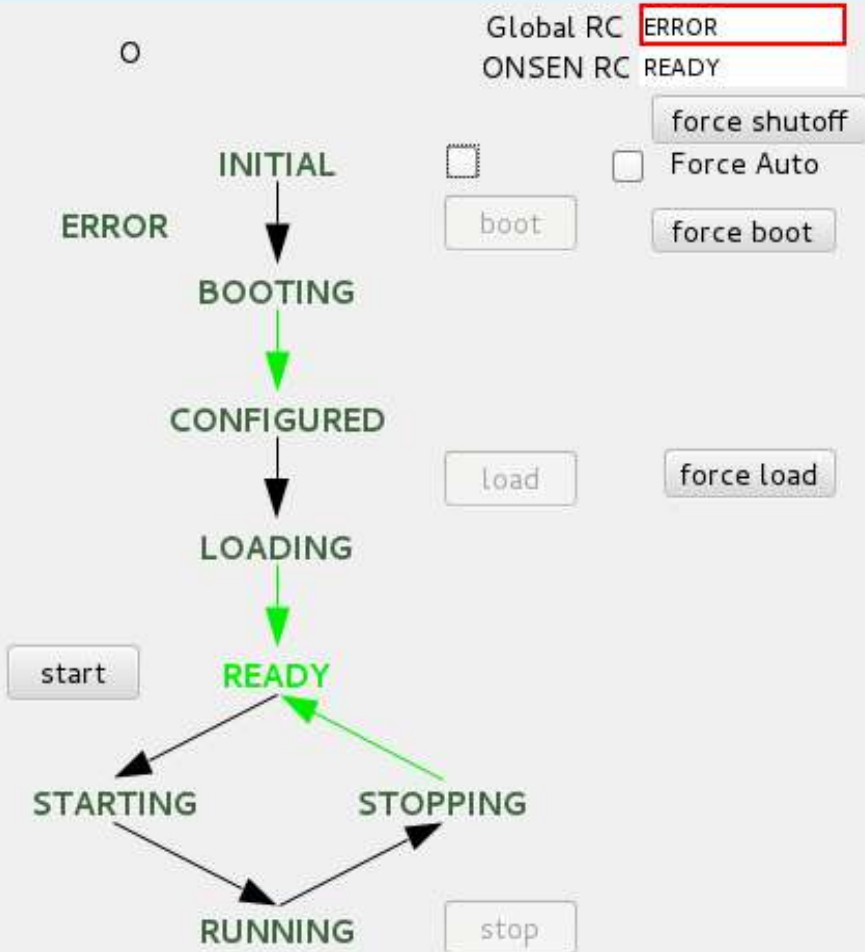 Global RC ERROR
O
ONSEN RC READY
force shutoff
INITIAL
Force Auto
ERROR
boot
force boot
BOOTING
CONFIGURED
load
force load
LOADING
start
READY
STARTING
STOPPING
RUNNING
stop